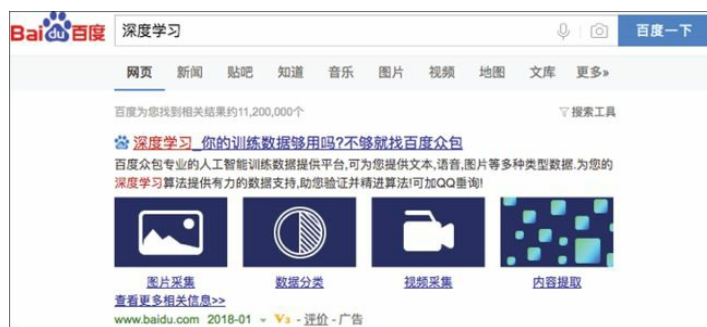 Bai du 百度 深度学习 百度一下
网页 新闻 贴吧 知道 音乐 图片 视频 地图 文库 更多»
百度为您找到相关结果约11,200,000个 搜索工具
深度学习_你的训练数据够用吗?不够就找百度众包
百度众包专业的人工智能训练数据提供平台,可为您提供文本,语音,图片等多种类型数据.为您的
深度学习算法提供有力的数据支持,助您验证并精进算法!可加QQ垂询!
图片采集 数据分类 视频采集 内容提取
查看更多相关信息>>
www.baidu.com 2018-01 V3 - 评价 - 广告